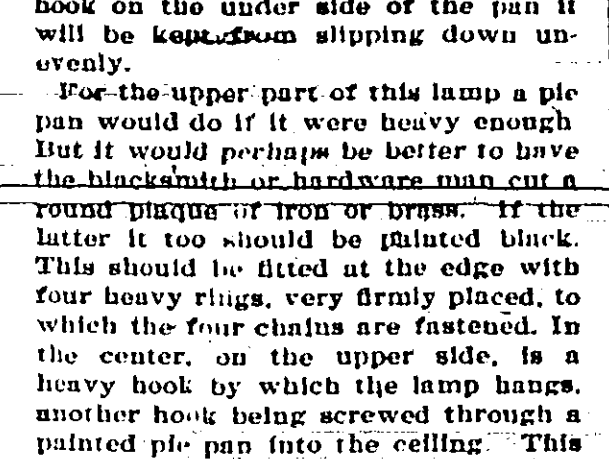 hook on the under side of the pan it
will be kept from slipping down un-
evenly.
For the upper part of this lamp a pie
pan would do if it were heavy enough
But it would perhaps be better to have
the blacksmith or hardware man cut a
round plaque of iron or brass. If the
latter it too should be painted black.
This should be fitted at the edge with
four heavy rings, very firmly placed, to
which the four chains are fastened. In
the center, on the upper side, is a
heavy hook by which the lamp hangs,
another hook being screwed through a
painted pie pan into the ceiling. This